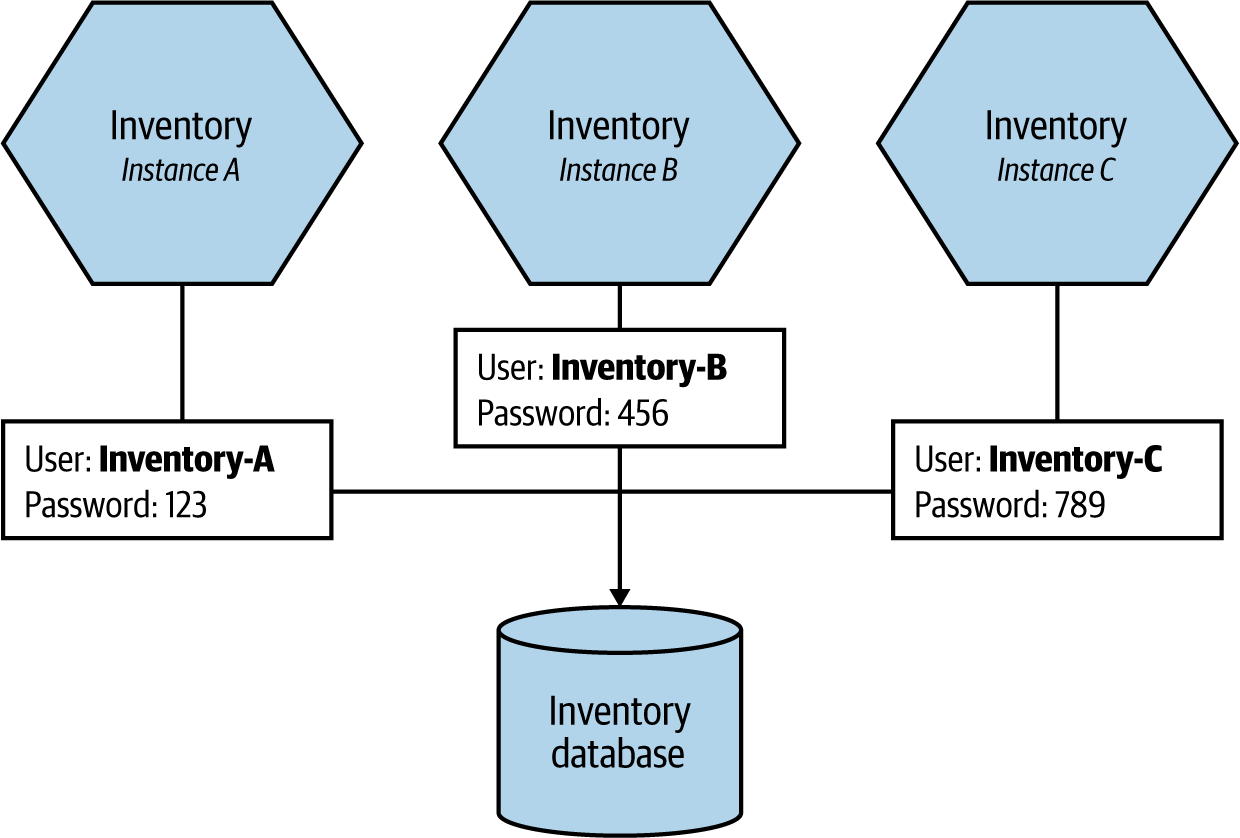 Inventory
Instance A
Inventory
Instance B
Inventory
Instance C
User: Inventory-B
Password: 456
User: Inventory-A
Password: 123
User: Inventory-C
Password: 789
Inventory
database